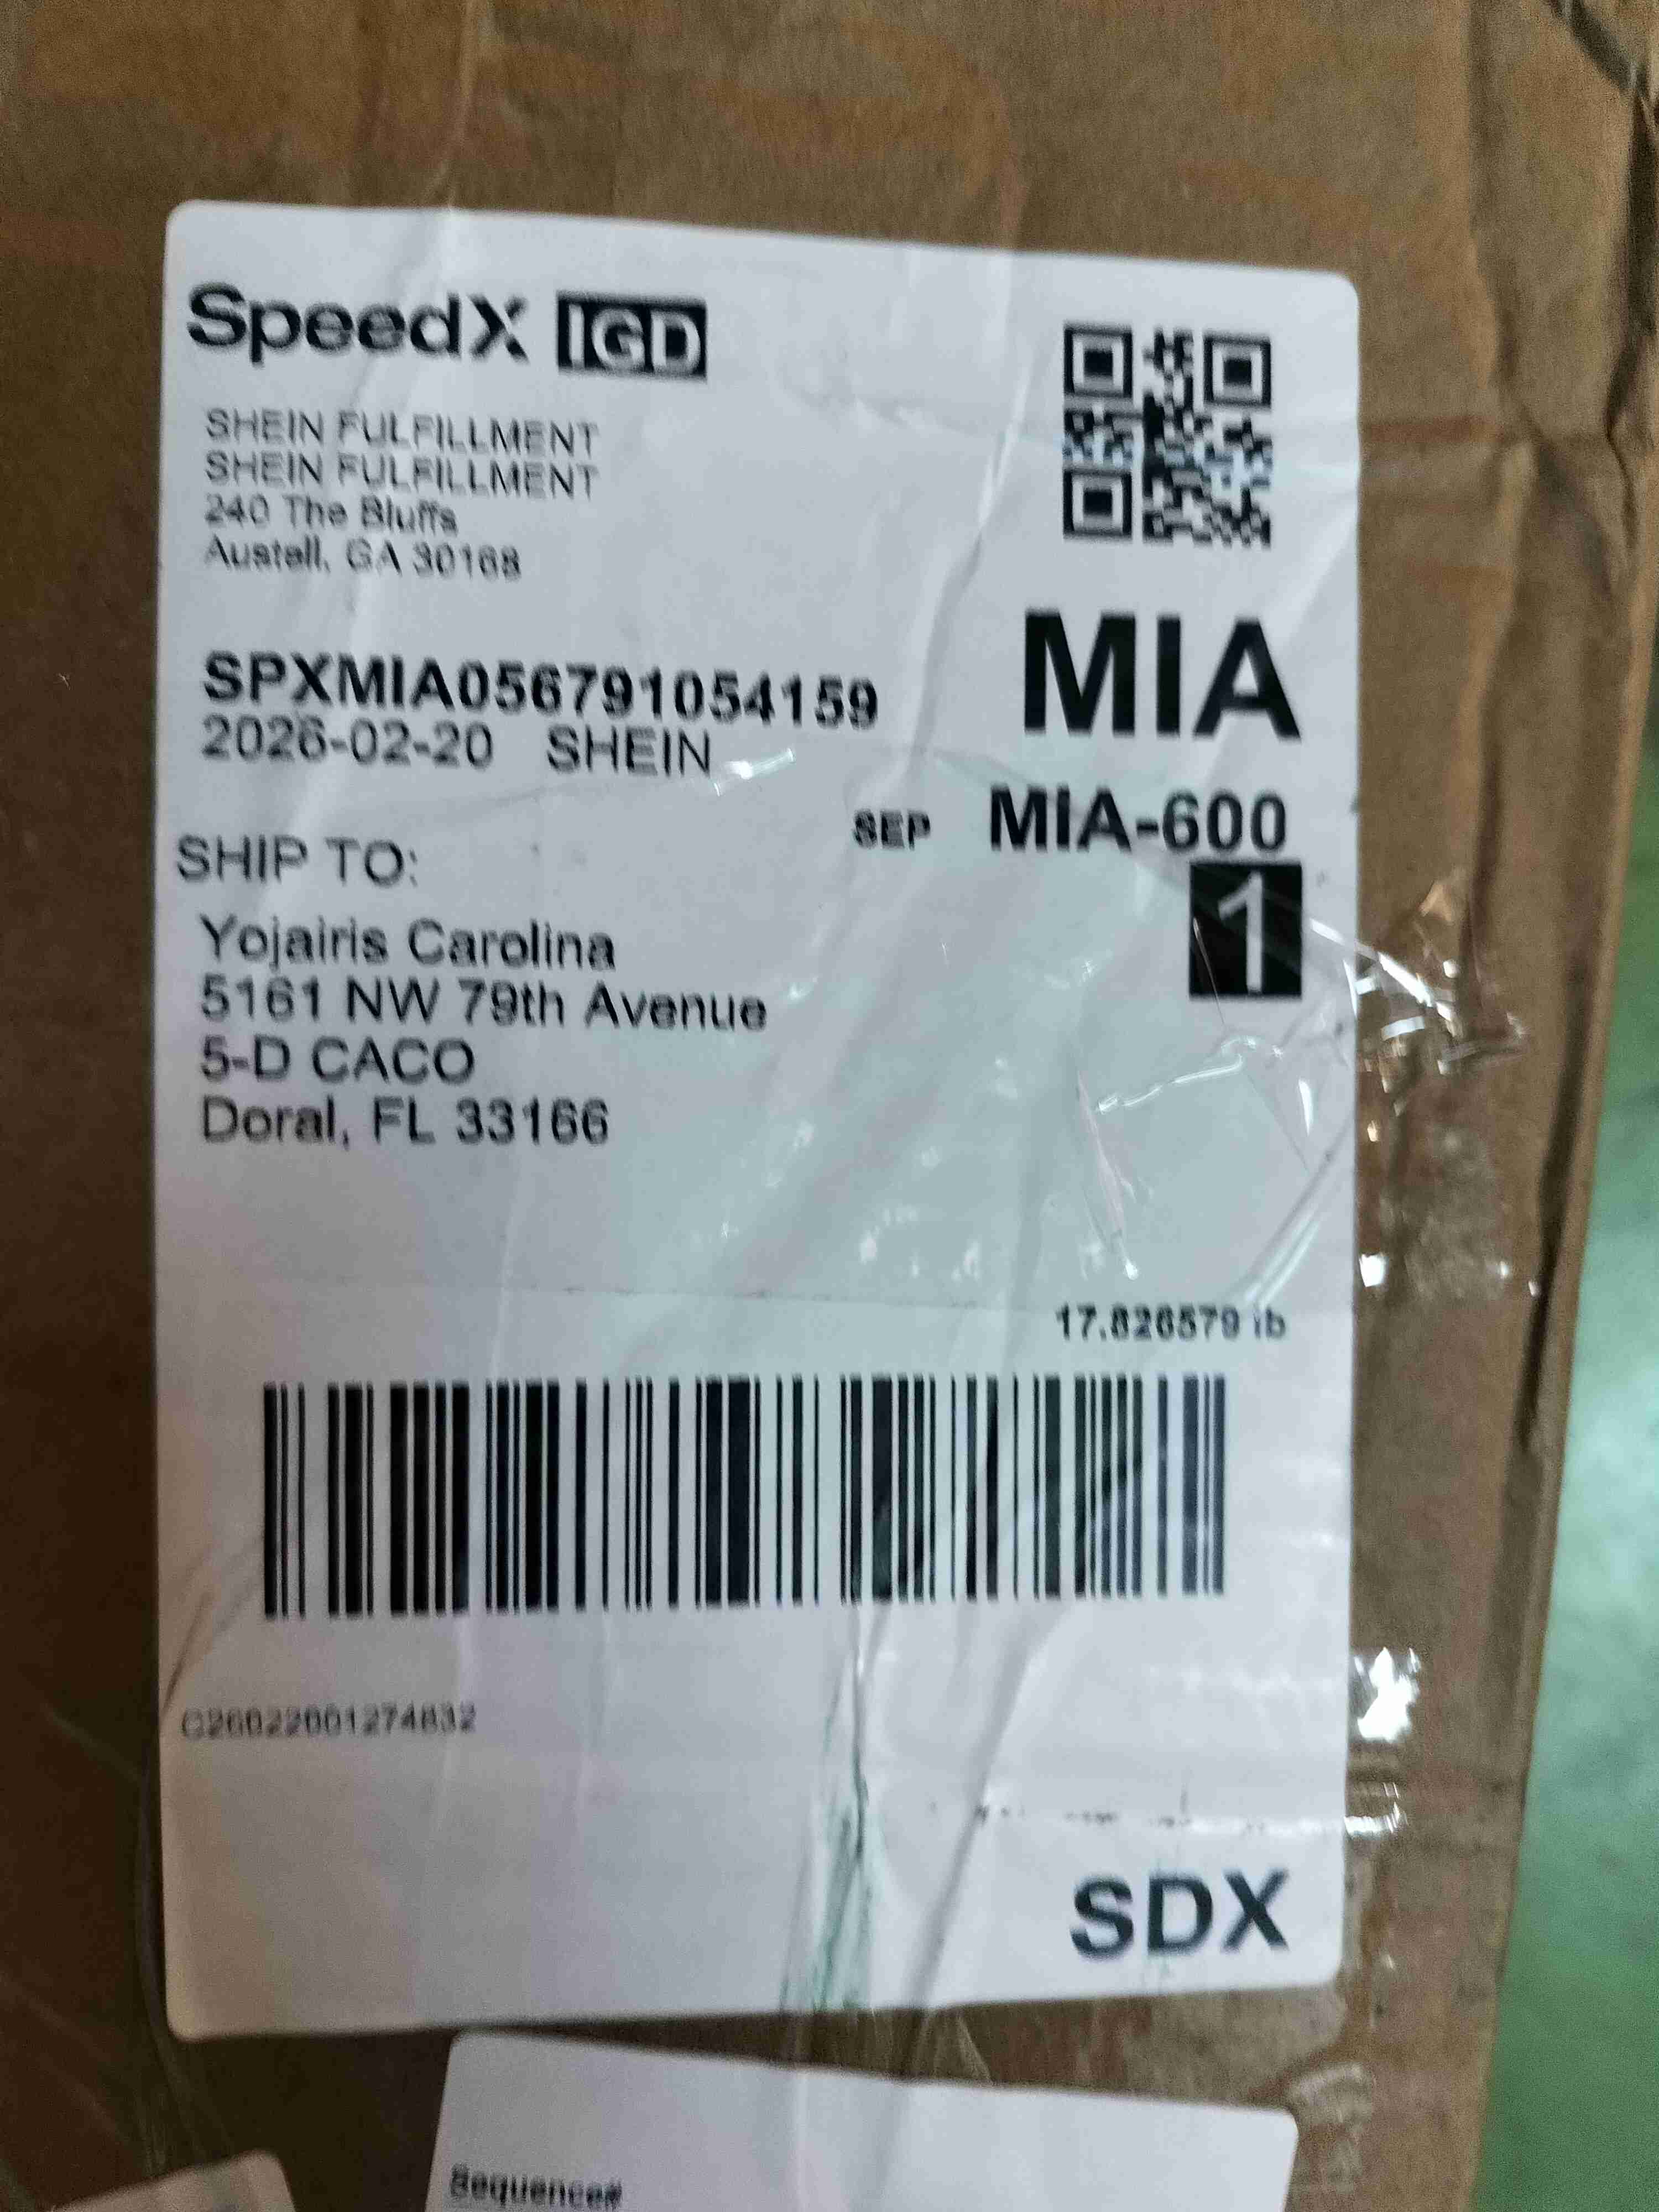 SpeedX IGD
SHEIN FULFILLMENT
SHEIN FULFILLMENT
240 The Bluffs
Austell, GA 30168
MIA
SPXMIA056791054159
2026-02-20 SHEIN
SEP MIA-600
1
SHIP TO:
Yojairis Carolina
5161 NW 79th Avenue
5-D CACO
Doral, FL 33166
17.826579 lb
G26022001274832
SDX
Sequence#